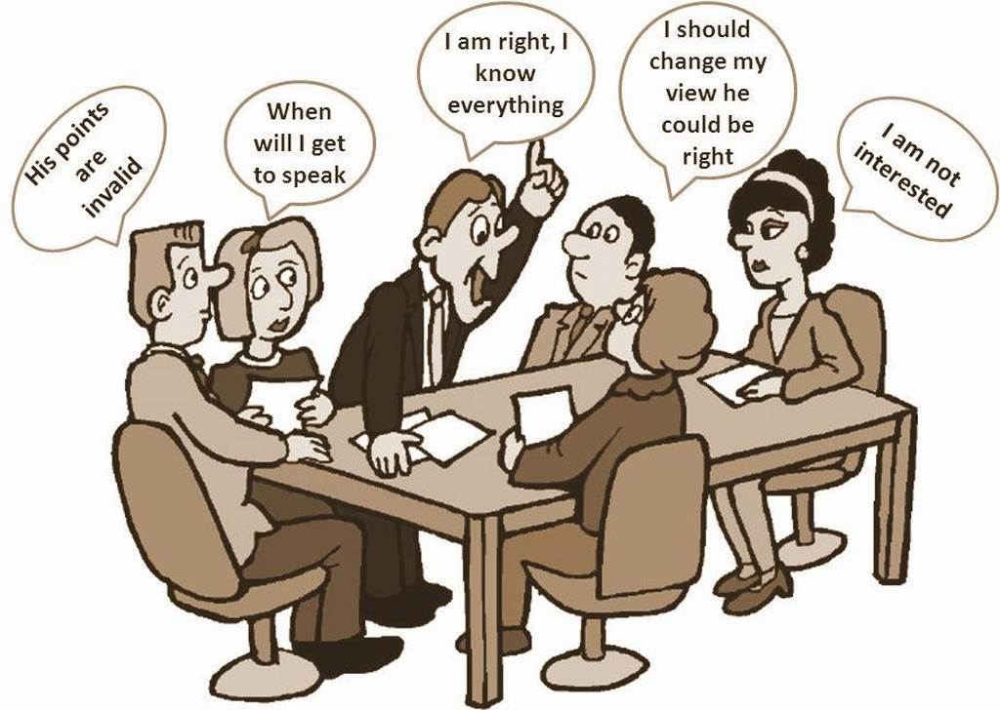 His points
are
invalid
When
will I get
to speak
I am right, I
know
everything
I should
change my
view he
could be
right
I am not
interested